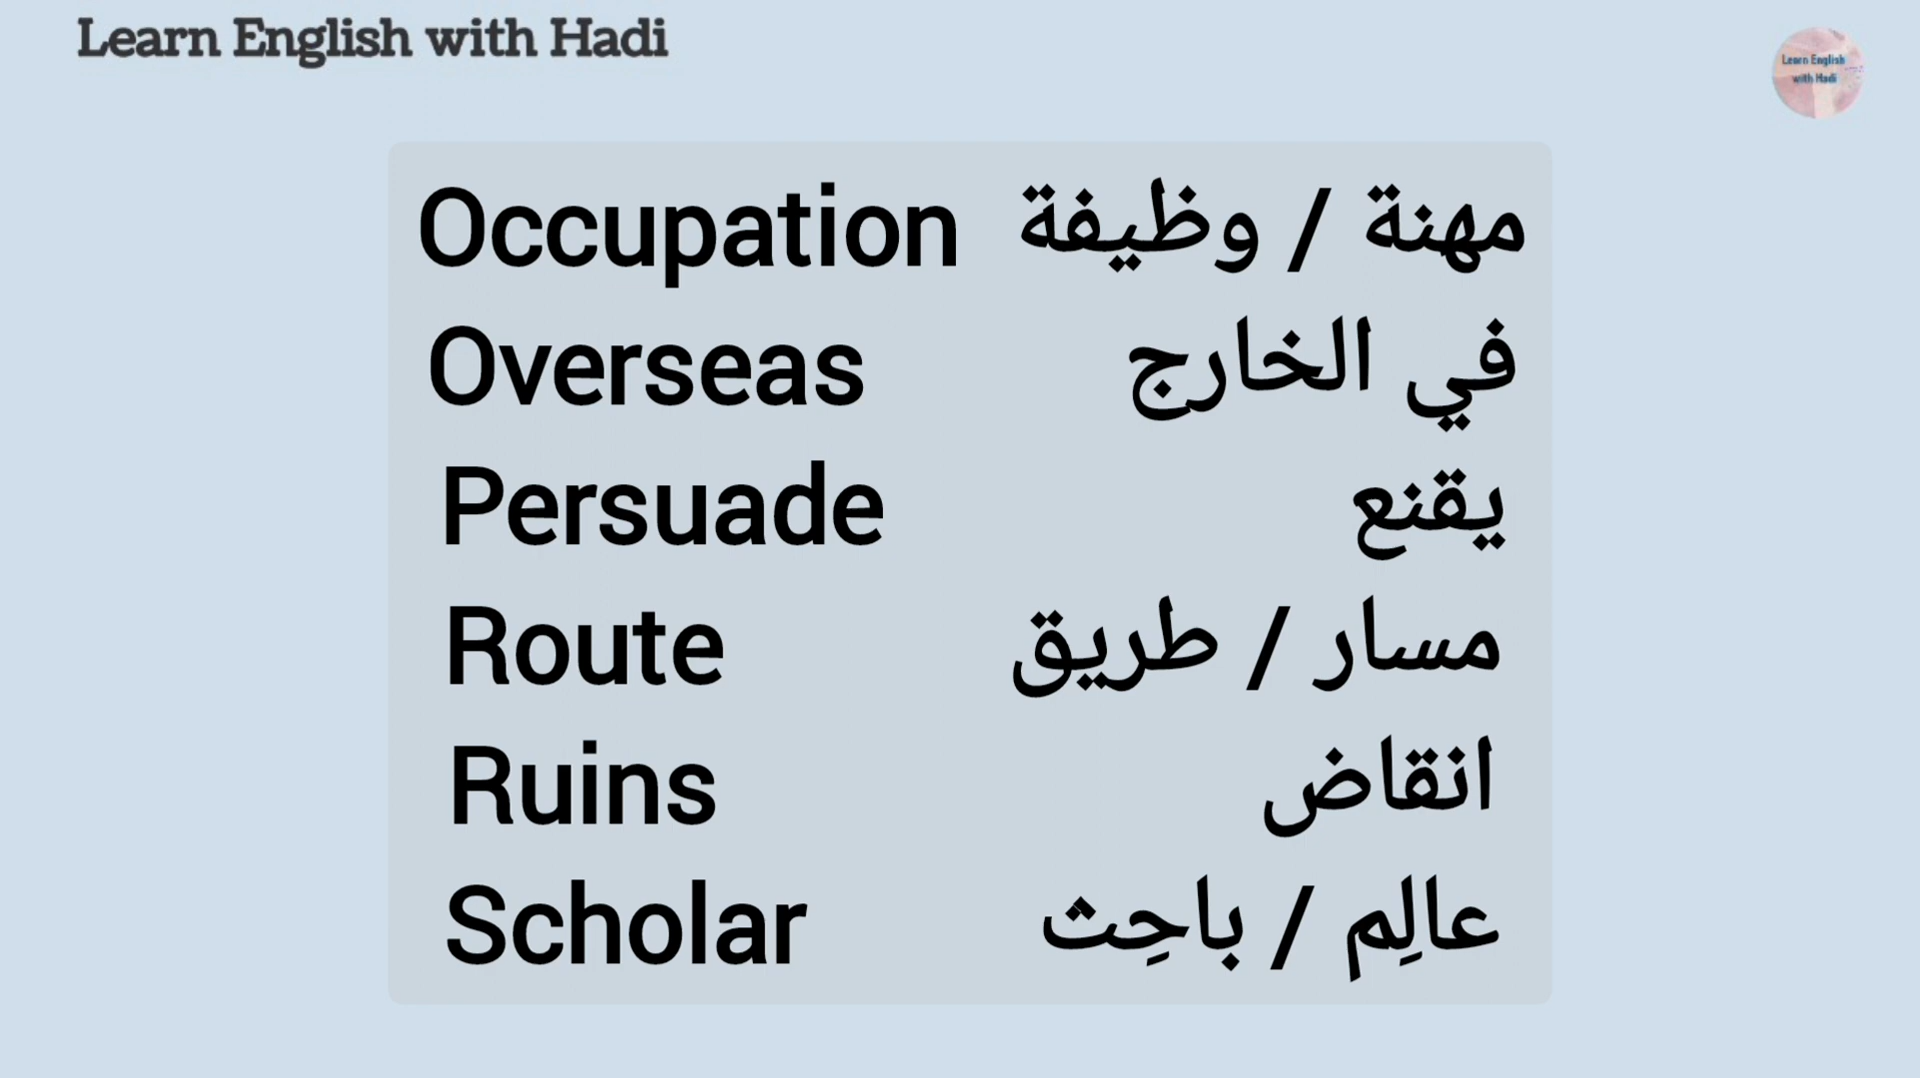 Learn English with Hadi
Learn English
with Hadi
Occupation مهنة / وظيفة
Overseas في الخارج
Persuade يقنع
Route مسار / طريق
Ruins انقاض
Scholar عالِم / باحِث